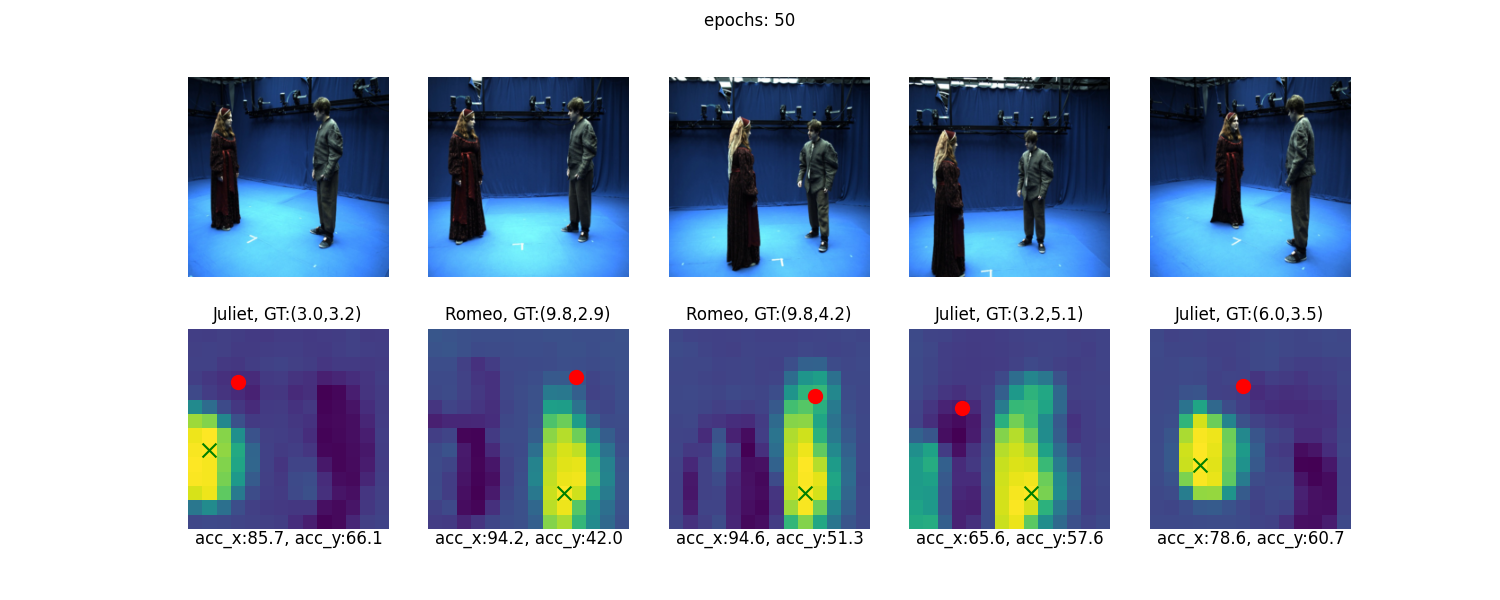 epochs: 50
Juliet, GT:(3.0,3.2)
Romeo, GT:(9.8,2.9)
Romeo, GT:(9.8,4.2)
Juliet, GT:(3.2,5.1)
Juliet, GT:(6.0,3.5)
acc_x:85.7, acc_y:66.1
acc_x:94.2, acc_y:42.0
acc_x:94.6, acc_y:51.3
acc_x:65.6, acc_y:57.6
acc_x:78.6, acc_y:60.7